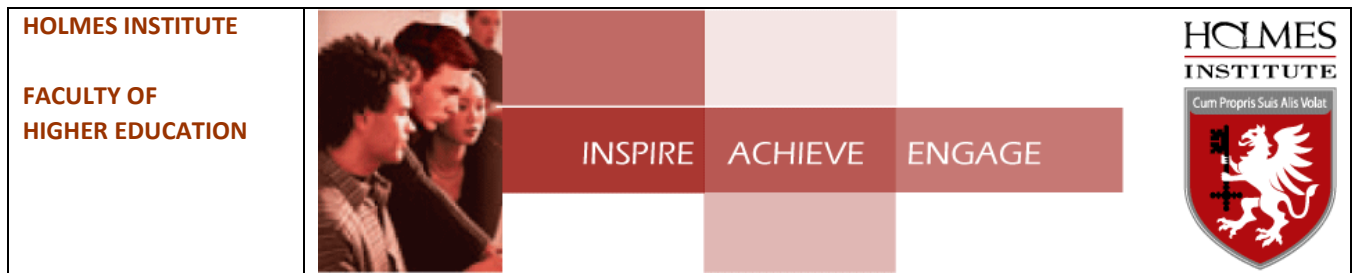 HOLMES INSTITUTE
FACULTY OF
HIGHER EDUCATION
INSPIRE ACHIEVE ENGAGE
HOLMES
INSTITUTE
Cum Propris Suis Alis Volat